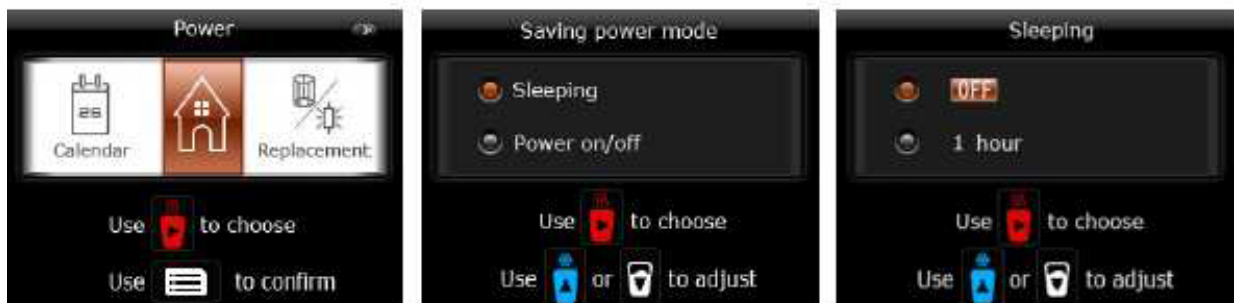 Power
26
Calendar
Replacement
Use to choose
Use to confirm
Saving power mode
Sleeping
Power on/off
Use to choose
Use or to adjust
Sleeping
OFF
1 hour
Use to choose
Use or to adjust